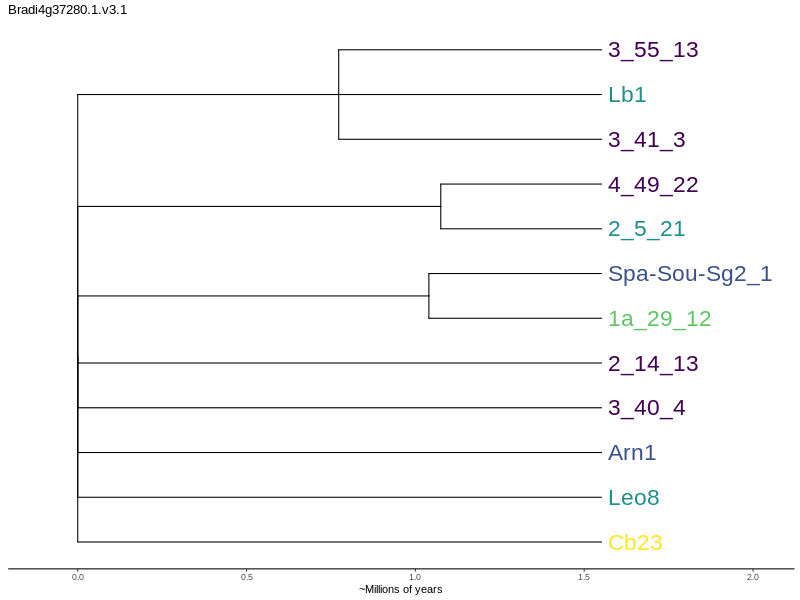 Bradi4g37280.1.v3.1
3_55_13
Lb1
3_41_3
4_49_22
2_5_21
Spa-Sou-Sg2_1
1a_29_12
2_14_13
3_40_4
Arn1
Leo8
Cb23
0.0 0.5 1.0 1.5 2.0
~Millions of years